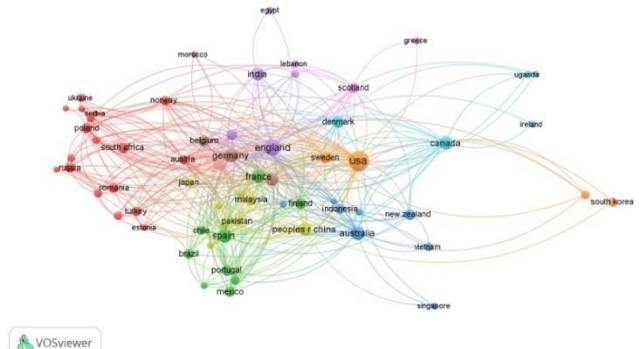 egypt
greece
morocco
lebanon
india
uganda
scotland
ukraine
norway
serbia
denmark
ireland
poland
south africa
belgium
england
canada
germany
austria
sweden
usa
russia
france
japan
romania
malaysia
finland
south korea
indonesia
turkey
new zealand
pakistan
estonia
chile
spain
peoples r china
australia
vietnam
brazil
portugal
mexico
singapore
VOSviewer